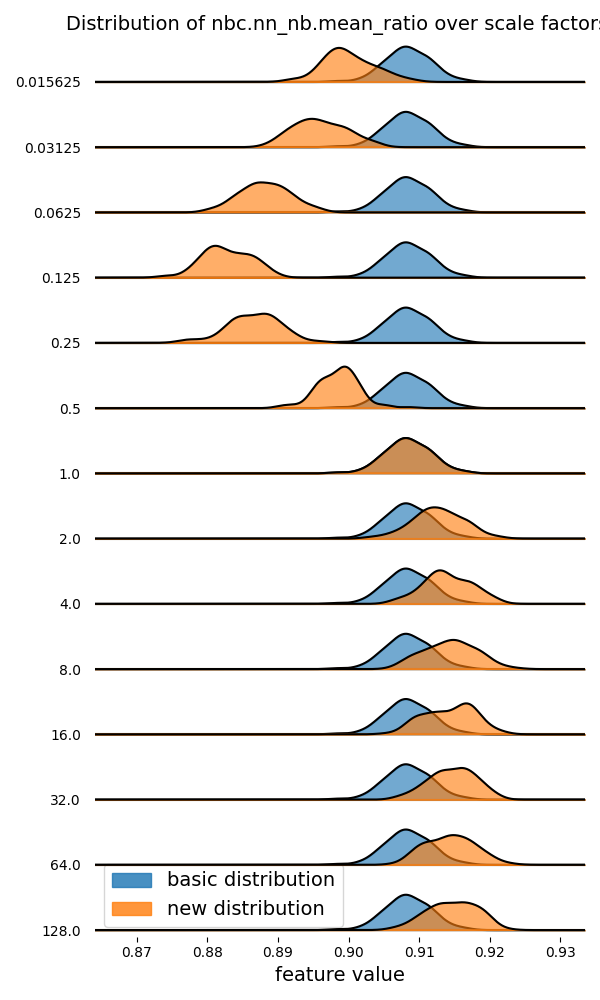 Distribution of nbc.nn_nb.mean_ratio over scale factors
0.015625
0.03125
0.0625
0.125
0.25
0.5
1.0
2.0
4.0
8.0
16.0
32.0
64.0
basic distribution
new distribution
128.0
0.87 0.88 0.89 0.90 0.91 0.92 0.93
feature value